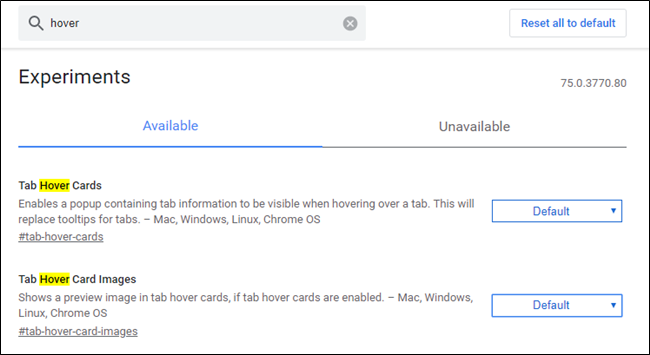 hover
Reset all to default
Experiments
75.0.3770.80
Available
Unavailable
Tab Hover Cards
Enables a popup containing tab information to be visible when hovering over a tab. This will
replace tooltips for tabs. – Mac, Windows, Linux, Chrome OS
#tab-hover-cards
Default
Tab Hover Card Images
Shows a preview image in tab hover cards, if tab hover cards are enabled. – Mac, Windows,
Linux, Chrome OS
#tab-hover-card-images
Default